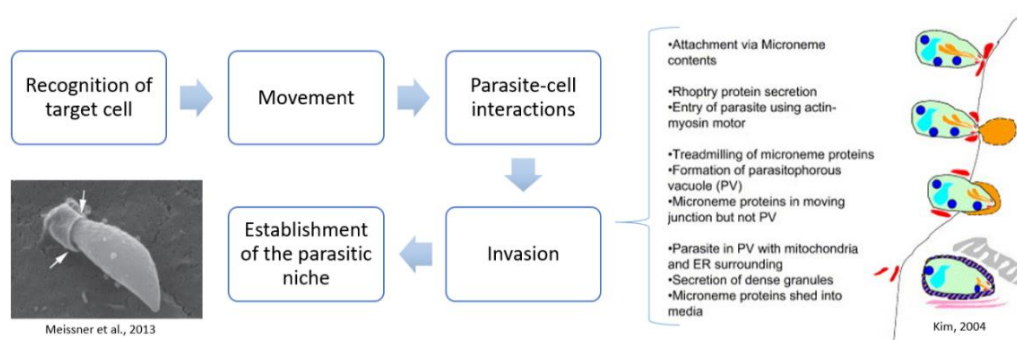 Recognition of
target cell
Movement
Parasite-cell
interactions
Invasion
Establishment
of the parasitic
niche
Meissner et al., 2013
•Attachment via Microneme
contents
•Rhoptry protein secretion
•Entry of parasite using actin-
myosin motor
•Treadmilling of microneme proteins
•Formation of parasitophorous
vacuole (PV)
•Microneme proteins in moving
junction but not PV
•Parasite in PV with mitochondria
and ER surrounding
•Secretion of dense granules
•Microneme proteins shed into
media
Kim, 2004